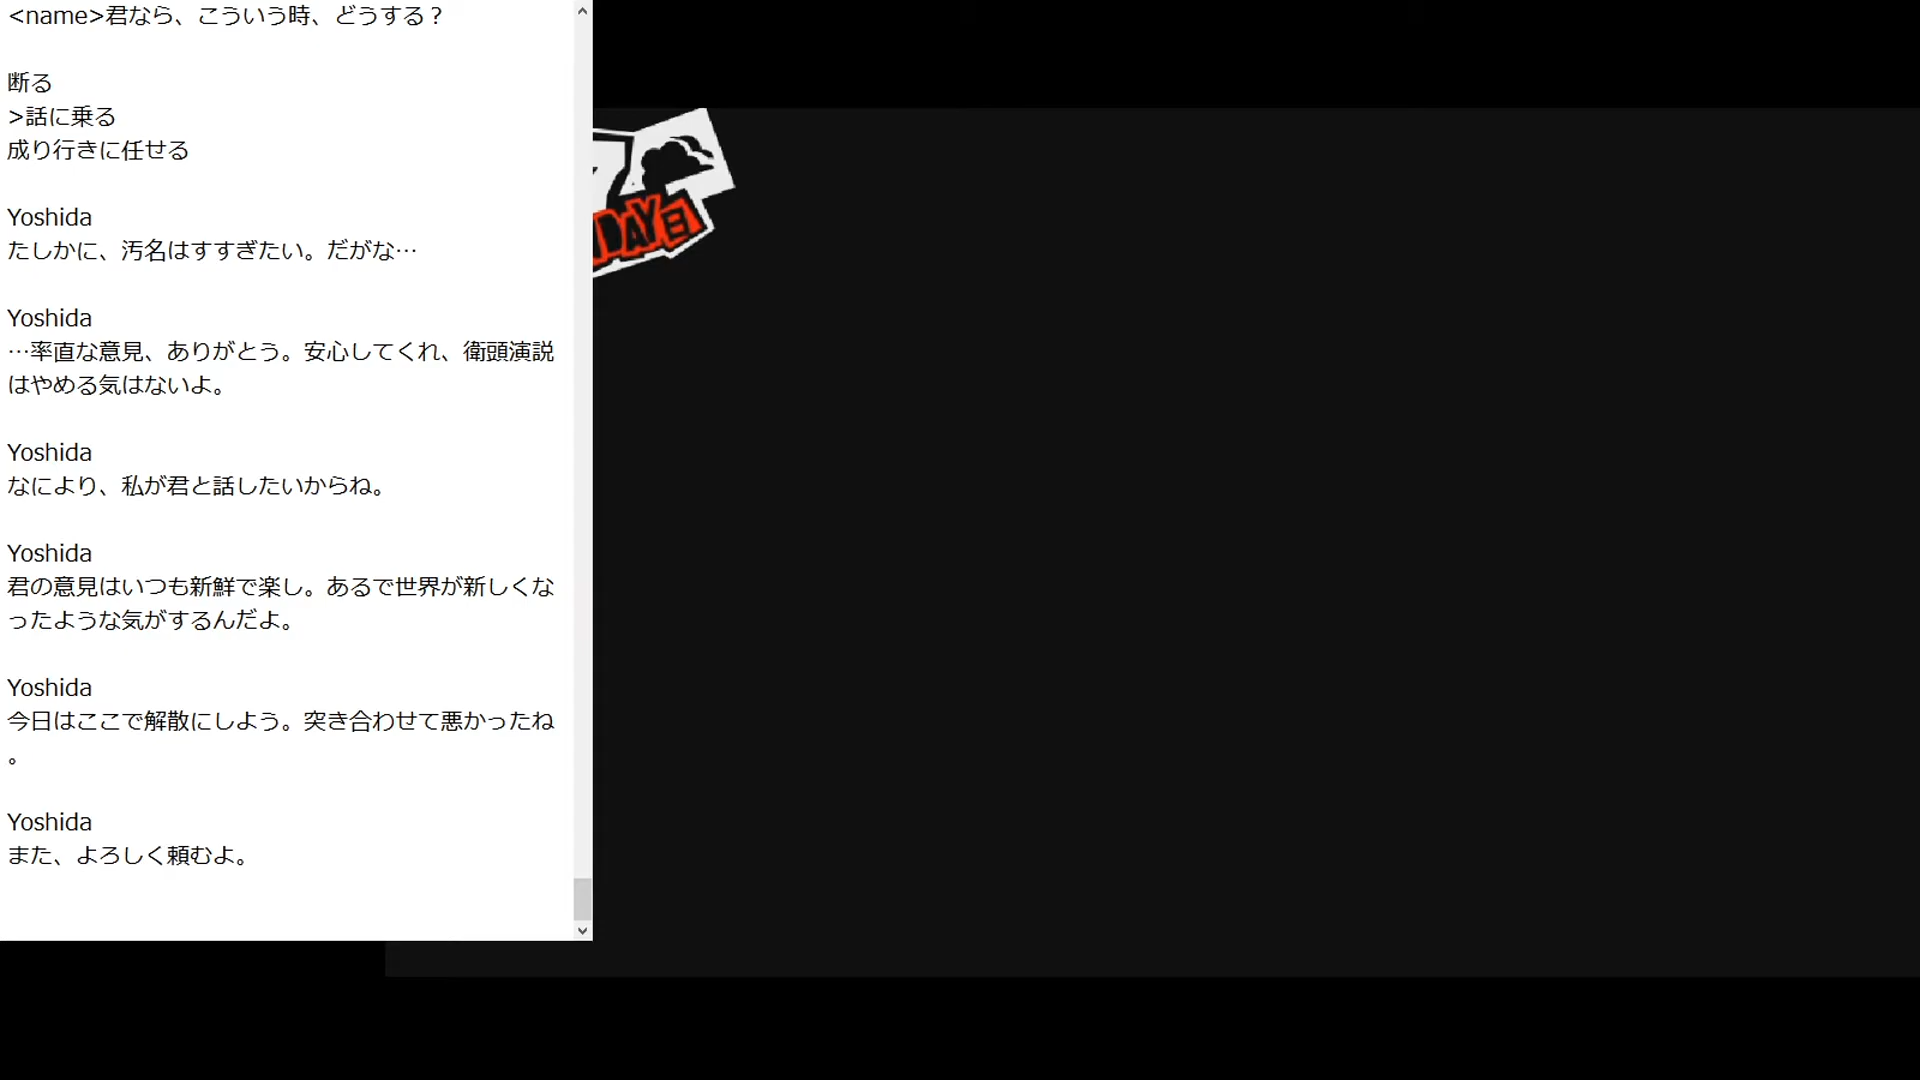 <name>君なら、こういう時、どうする？
断る
>話に乗る
成り行きに任せる
Yoshida
たしかに、汚名はすすぎたい。だがな…
Yoshida
…率直な意見、ありがとう。安心してくれ、衛頭演説
はやめる気はないよ。
Yoshida
なにより、私が君と話したいからね。
Yoshida
君の意見はいつも新鮮で楽し。あるで世界が新しくな
ったような気がするんだよ。
Yoshida
今日はここで解散にしよう。突き合わせて悪かったね
。
Yoshida
また、よろしく頼むよ。
7
DAY